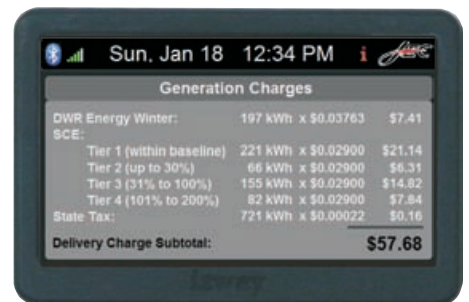 Sun, Jan 18 12:34 PM i
Generation Charges
DWR Energy Winter: 197 kWh x $0.03763 $7.41
SCE:
Tier 1 (within baseline) 221 kWh x $0.02900 $21.14
Tier 2 (up to 30%) 66 kWh x $0.02900 $6.31
Tier 3 (31% to 100%) 155 kWh x $0.02900 $14.82
Tier 4 (101% to 200%) 82 kWh x $0.02900 $7.84
State Tax: 721 kWh x $0.00022 $0.16
Delivery Charge Subtotal: $57.68